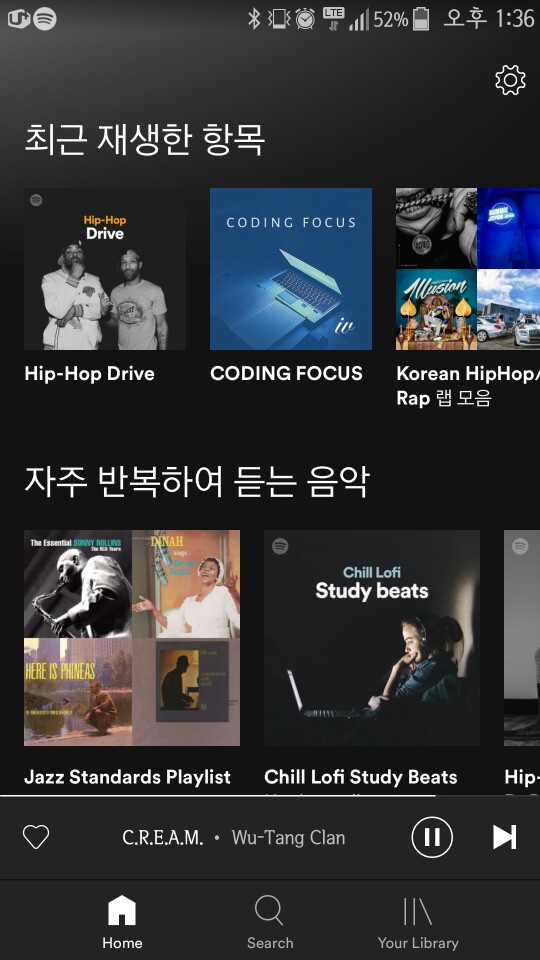 U+
LTE
52%
오후 1:36
최근 재생한 항목
Hip-Hop
Drive
CODING FOCUS
iv
Illusion
Hip-Hop Drive
CODING FOCUS
Korean HipHop/
Rap 랩 모음
자주 반복하여 듣는 음악
The Essential SONNY ROLLINS
The RCA Years
DINAH
sings
HERE IS PHINEAS
Chill Lofi
Study beats
Jazz Standards Playlist
Chill Lofi Study Beats
Hip-
C.R.E.A.M. • Wu-Tang Clan
Home
Search
Your Library